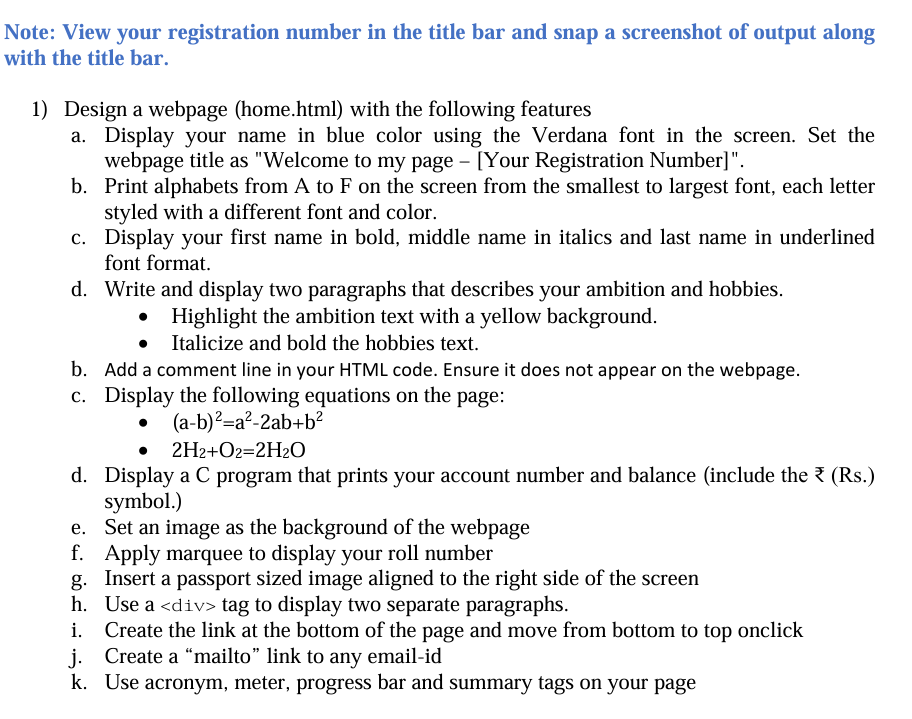 Note: View your registration number in the title bar and snap a screenshot of output along
with the title bar.
1) Design a webpage (home.html) with the following features
a. Display your name in blue color using the Verdana font in the screen. Set the
webpage title as "Welcome to my page – [Your Registration Number]".
b. Print alphabets from A to F on the screen from the smallest to largest font, each letter
styled with a different font and color.
c. Display your first name in bold, middle name in italics and last name in underlined
font format.
d. Write and display two paragraphs that describes your ambition and hobbies.
• Highlight the ambition text with a yellow background.
• Italicize and bold the hobbies text.
b. Add a comment line in your HTML code. Ensure it does not appear on the webpage.
c. Display the following equations on the page:
• (a-b)²=a²-2ab+b²
• 2H₂+O₂=2H₂O
d. Display a C program that prints your account number and balance (include the ₹ (Rs.)
symbol.)
e. Set an image as the background of the webpage
f. Apply marquee to display your roll number
g. Insert a passport sized image aligned to the right side of the screen
h. Use a <div> tag to display two separate paragraphs.
i. Create the link at the bottom of the page and move from bottom to top onclick
j. Create a “mailto” link to any email-id
k. Use acronym, meter, progress bar and summary tags on your page